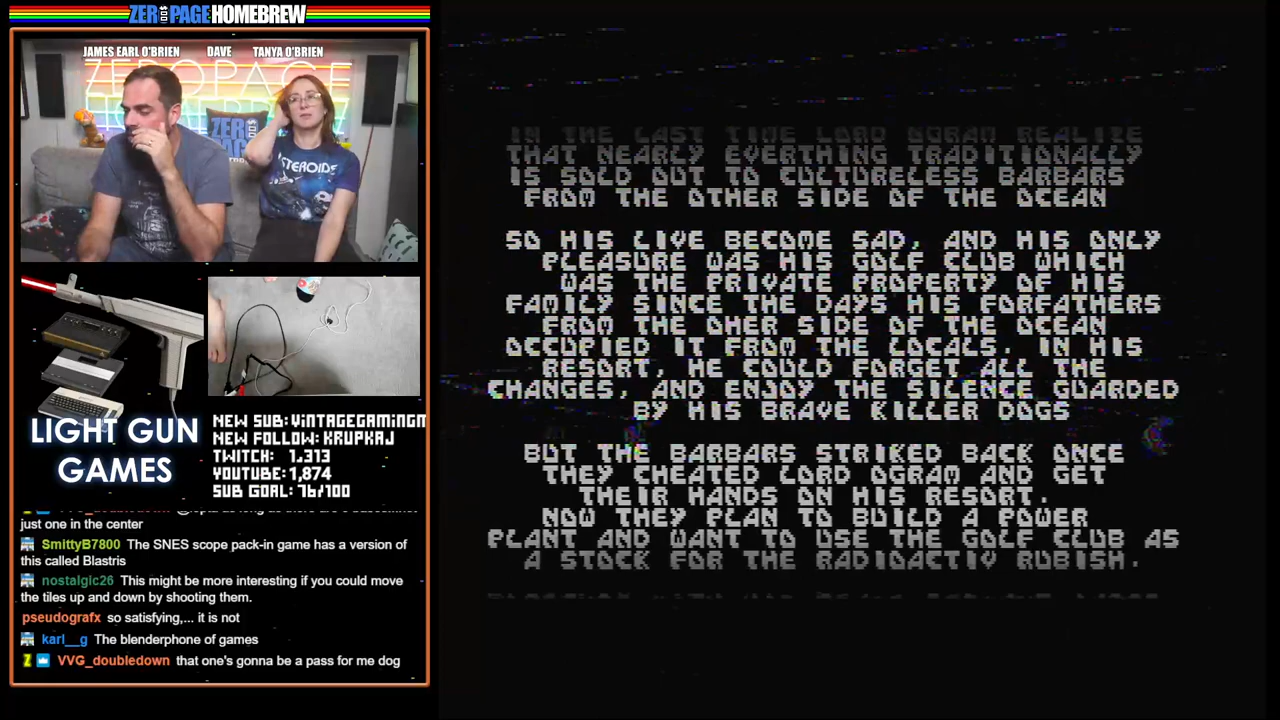 ZERO PAGE HOMEBREW
JAMES EARL O'BRIEN DAVE TANYA O'BRIEN
ZEROPAGE
ASTEROIDS
LIGHT GUN
GAMES
NEW SUB: VINTAGEGAMINGM
NEW FOLLOW: KRUPKAJ
TWITCH: 1,313
YOUTUBE: 1,874
SUB GOAL: 76/100
just one in the center
SmittyB7800 The SNES scope pack-in game has a version of
this called Blastris
nostalgic26 This might be more interesting if you could move
the tiles up and down by shooting them.
pseudografx so satisfying,... it is not
karl__g The blenderphone of games
VVG_doubledown that one's gonna be a pass for me dog
IN THE LAST TIME LORD OGRAM REALIZE
THAT NEARLY EVERTHING TRADITIONALLY
IS SOLD OUT TO CULTURELESS BARBARS
FROM THE OTHER SIDE OF THE OCEAN
SO HIS LIVE BECOME SAD, AND HIS ONLY
PLEASURE WAS HIS GOLF CLUB WHICH
WAS THE PRIVATE PROPERTY OF HIS
FAMILY SINCE THE DAYS HIS FORFATHERS
FROM THE OHER SIDE OF THE OCEAN
OCCUPIED IT FROM THE LOCALS. IN HIS
RESORT, HE COULD FORGET ALL THE
CHANGES, AND ENJOY THE SILENCE GUARDED
BY HIS BRAVE KILLER DOGS
BUT THE BARBARS STRIKED BACK ONCE
THEY CHEATED LORD OGRAM AND GET
THEIR HANDS ON HIS RESORT.
NOW THEY PLAN TO BUILD A POWER
PLANT AND WANT TO USE THE GOLF CLUB AS
A STOCK FOR THE RADIOACTIV RUBISH.